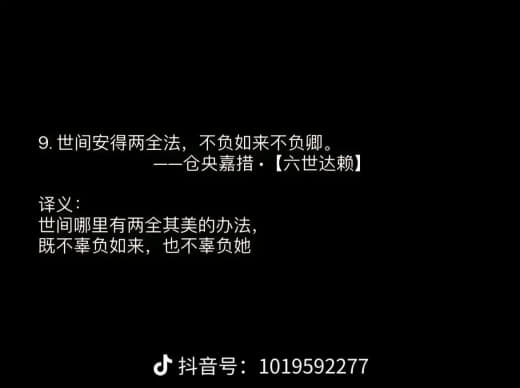 9. 世间安得两全法，不负如来不负卿。
——仓央嘉措·【六世达赖】
译义：
世间哪里有两全其美的办法，
既不辜负如来，也不辜负她
抖音号：1019592277